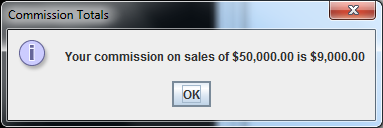 Commission Totals
Your commission on sales of $50,000.00 is $9,000.00
OK